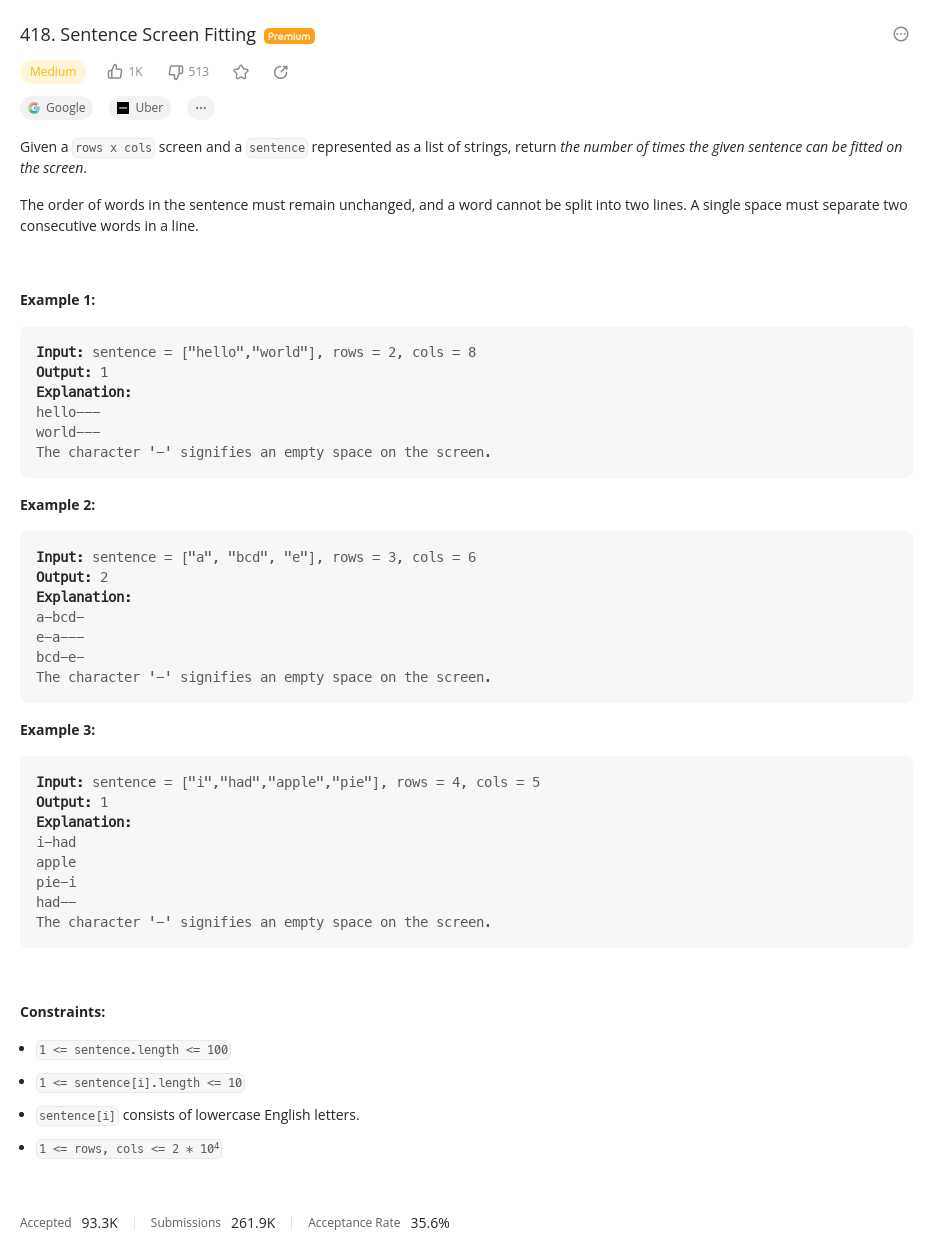 418. Sentence Screen Fitting Premium
Medium 1K 513
Google Uber ...
Given a rows x cols screen and a sentence represented as a list of strings, return the number of times the given sentence can be fitted on
the screen.
The order of words in the sentence must remain unchanged, and a word cannot be split into two lines. A single space must separate two
consecutive words in a line.
Example 1:
Input: sentence = ["hello","world"], rows = 2, cols = 8
Output: 1
Explanation:
hello---
world---
The character '-' signifies an empty space on the screen.
Example 2:
Input: sentence = ["a", "bcd", "e"], rows = 3, cols = 6
Output: 2
Explanation:
a-bcd-
e-a---
bcd-e-
The character '-' signifies an empty space on the screen.
Example 3:
Input: sentence = ["i","had","apple","pie"], rows = 4, cols = 5
Output: 1
Explanation:
i-had
apple
pie-i
had--
The character '-' signifies an empty space on the screen.
Constraints:
• 1 <= sentence.length <= 100
• 1 <= sentence[i].length <= 10
• sentence[i] consists of lowercase English letters.
• 1 <= rows, cols <= 2 * 10⁴
Accepted 93.3K Submissions 261.9K Acceptance Rate 35.6%